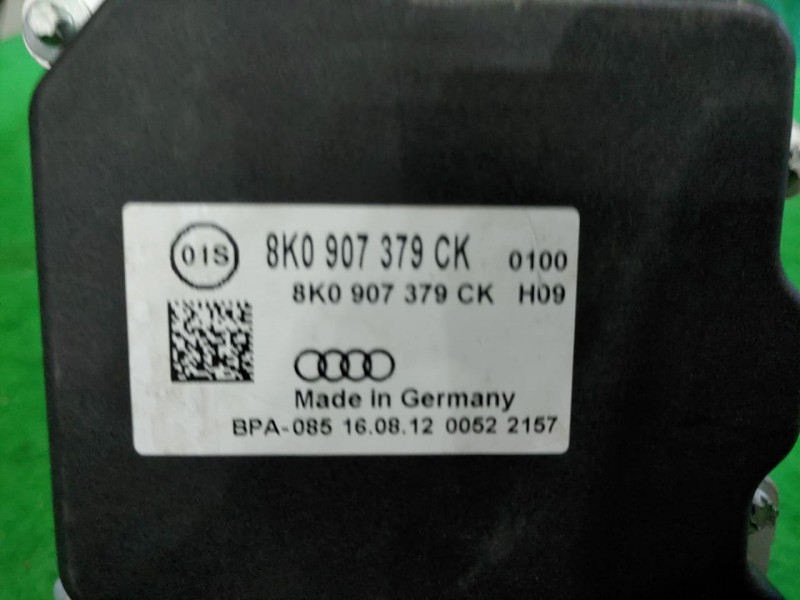 01S 8K0 907 379 CK 0100
8K0 907 379 CK H09
Made in Germany
BPA-085 16.08.12 0052 2157